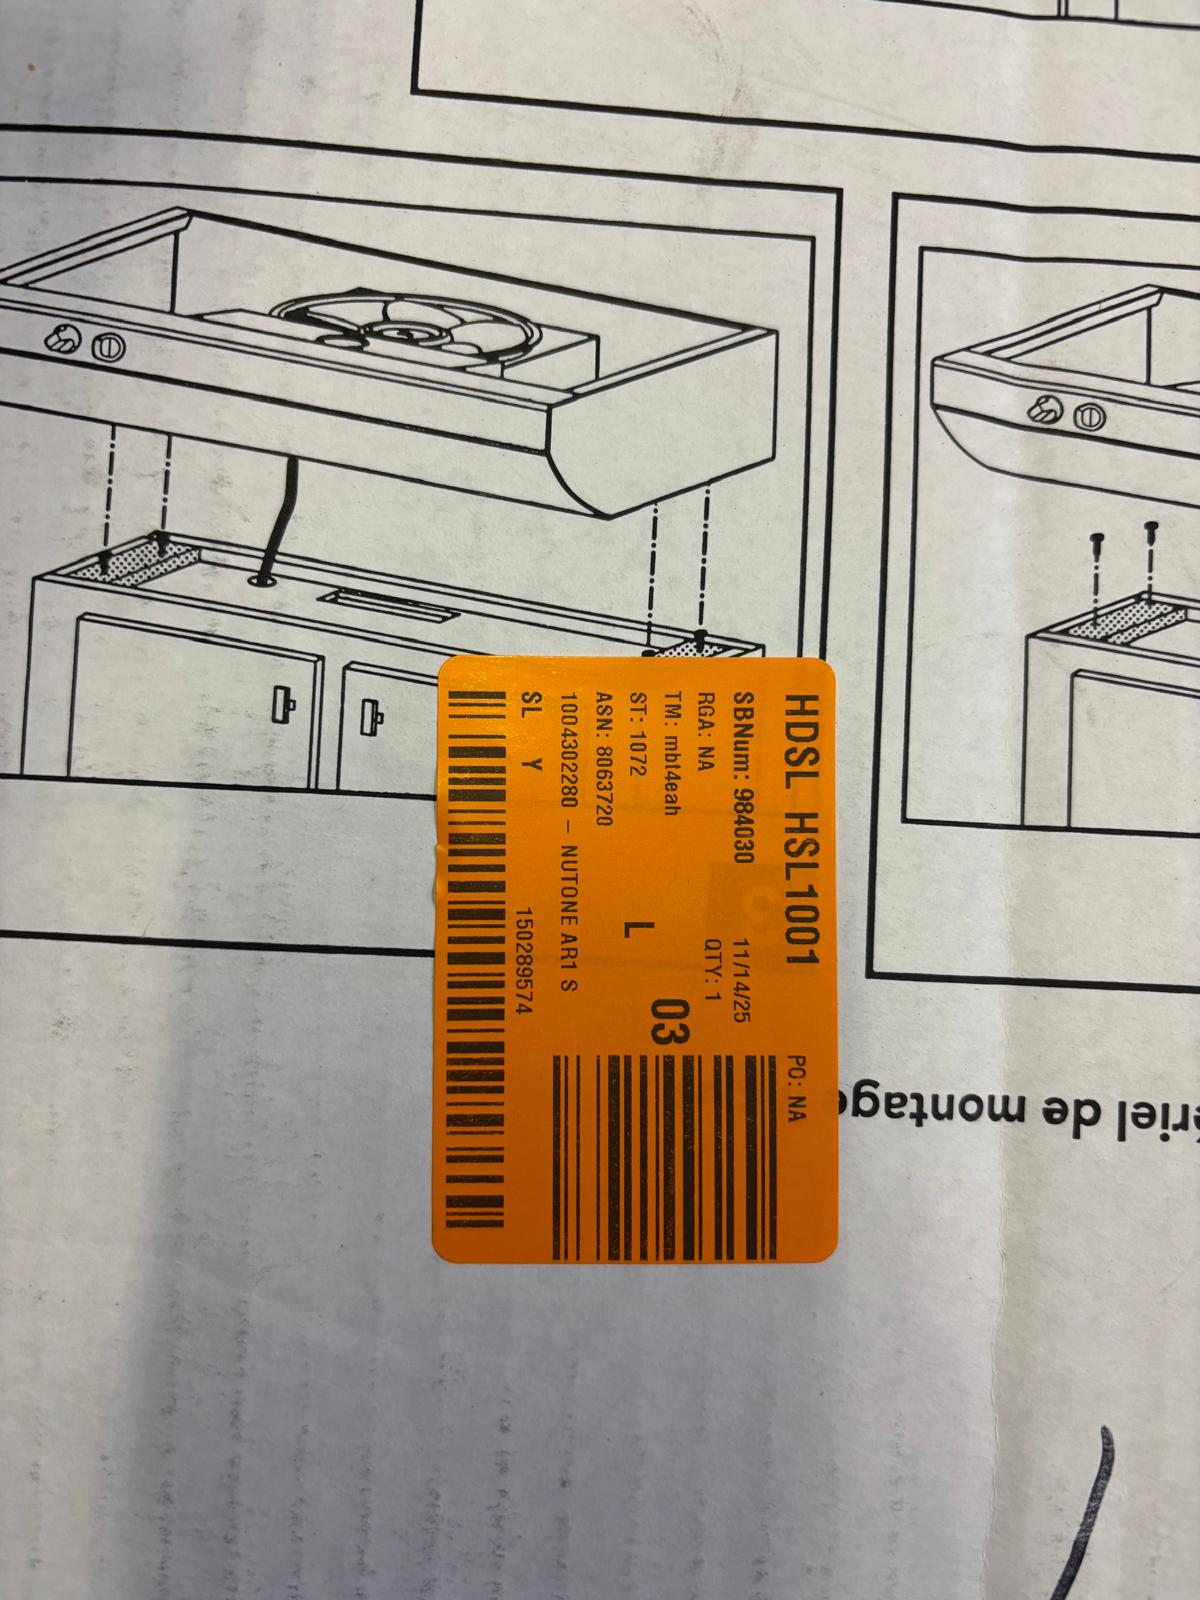 HDSL HSL1001
PO: NA
SBNum: 984030 11/14/25
RGA: NA QTY: 1
TM: mbt4eah
03
ST: 1072 L
ASN: 8063720
1004302280 – NUTONE AR1 S
SL Y 150289574
ériel de montage